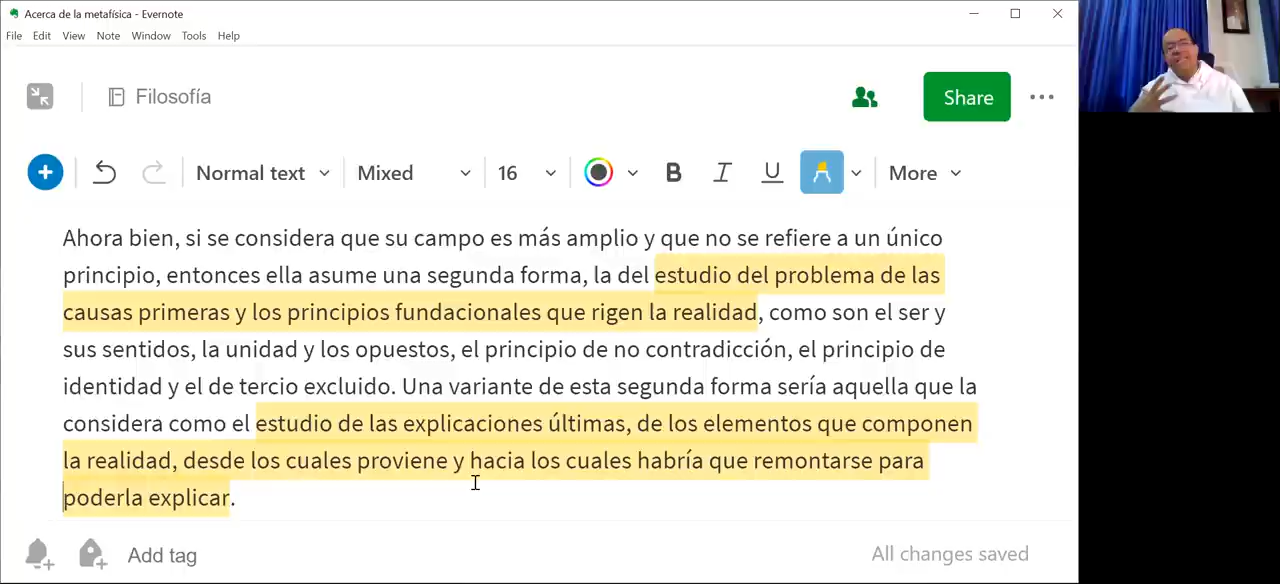 Acerca de la metafísica - Evernote
File Edit View Note Window Tools Help
Filosofía
Share
Normal text Mixed 16 B I U More
Ahora bien, si se considera que su campo es más amplio y que no se refiere a un único
principio, entonces ella asume una segunda forma, la del estudio del problema de las
causas primeras y los principios fundacionales que rigen la realidad, como son el ser y
sus sentidos, la unidad y los opuestos, el principio de no contradicción, el principio de
identidad y el de tercio excluido. Una variante de esta segunda forma sería aquella que la
considera como el estudio de las explicaciones últimas, de los elementos que componen
la realidad, desde los cuales proviene y hacia los cuales habría que remontarse para
poderla explicar.
Add tag
All changes saved